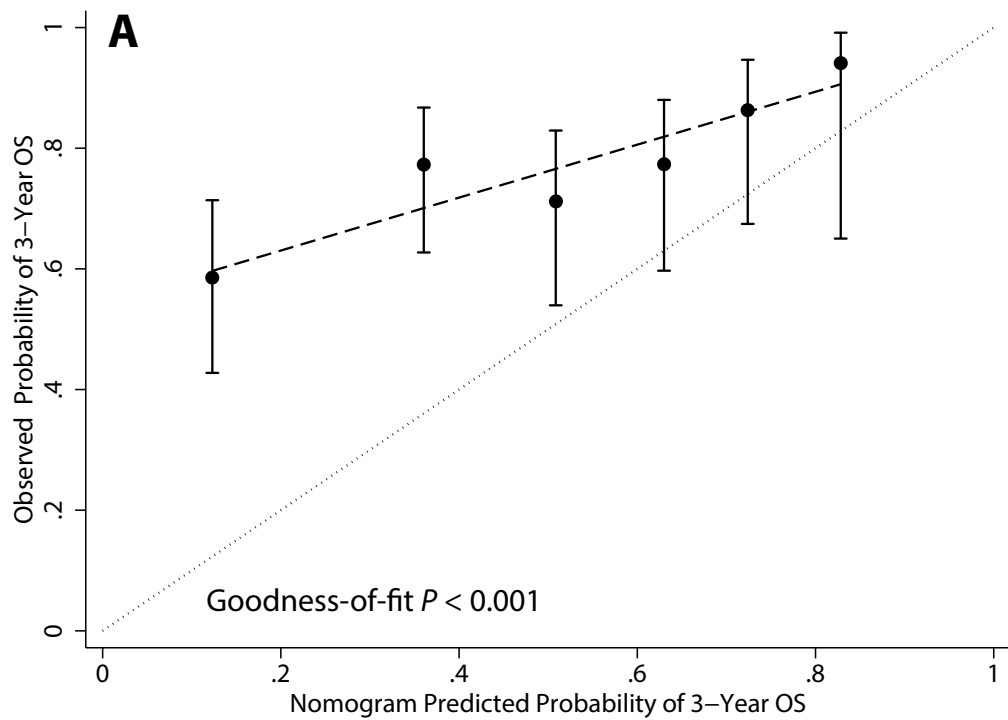 A
1
.8
.6
.4
.2
0
Observed Probability of 3–Year OS
Goodness-of-fit P < 0.001
0 .2 .4 .6 .8 1
Nomogram Predicted Probability of 3–Year OS